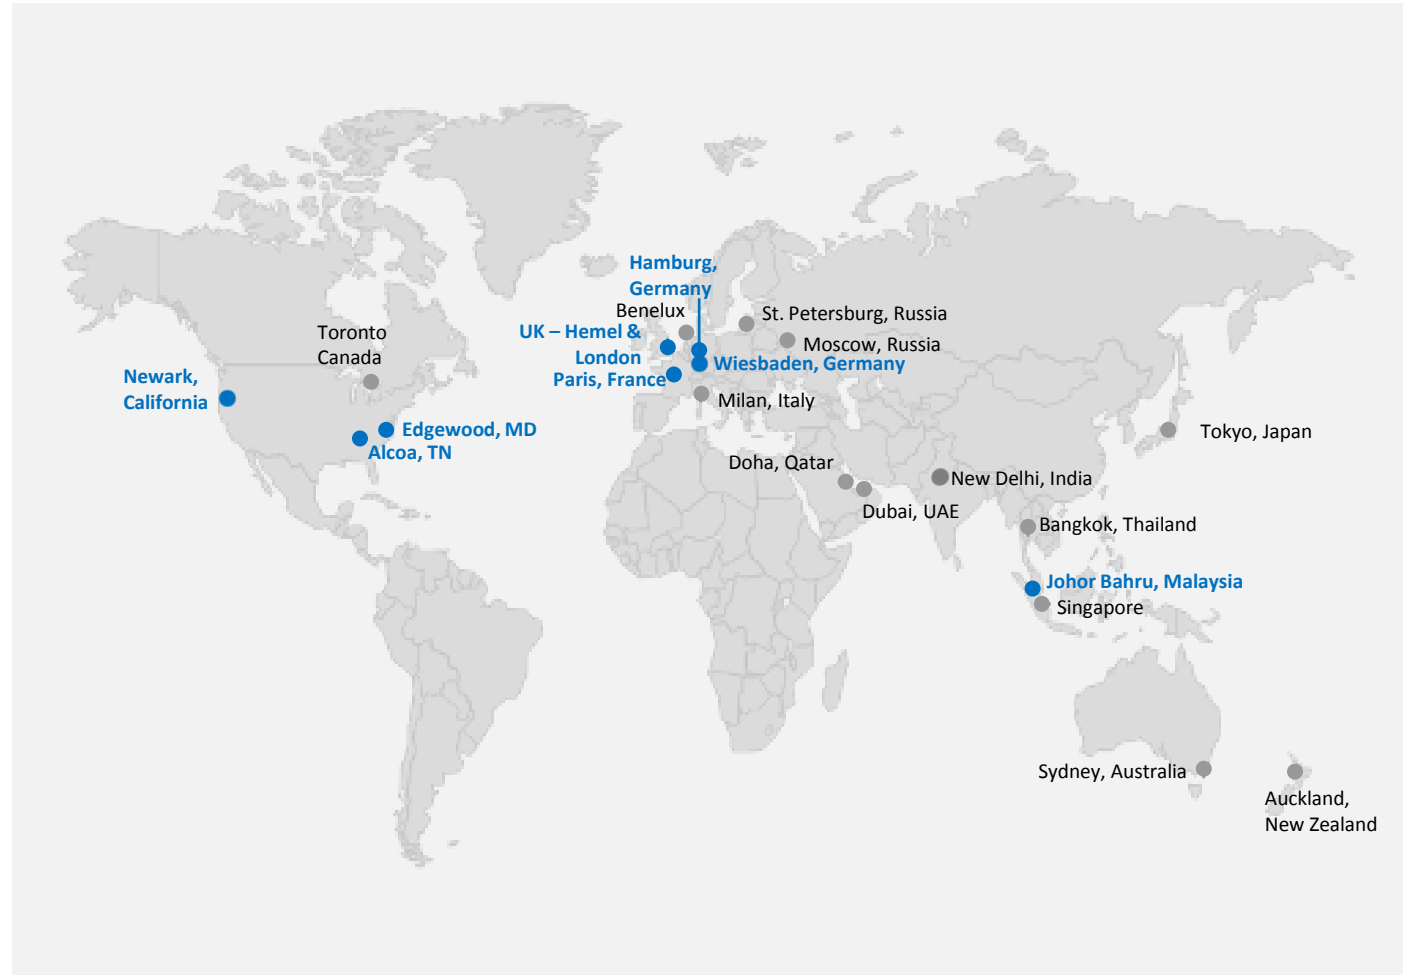 Hamburg,
Germany
Benelux
St. Petersburg, Russia
UK – Hemel &
London
Moscow, Russia
Wiesbaden, Germany
Paris, France
Milan, Italy
Toronto
Canada
Newark,
California
Edgewood, MD
Alcoa, TN
Tokyo, Japan
Doha, Qatar
New Delhi, India
Dubai, UAE
Bangkok, Thailand
Johor Bahru, Malaysia
Singapore
Sydney, Australia
Auckland,
New Zealand